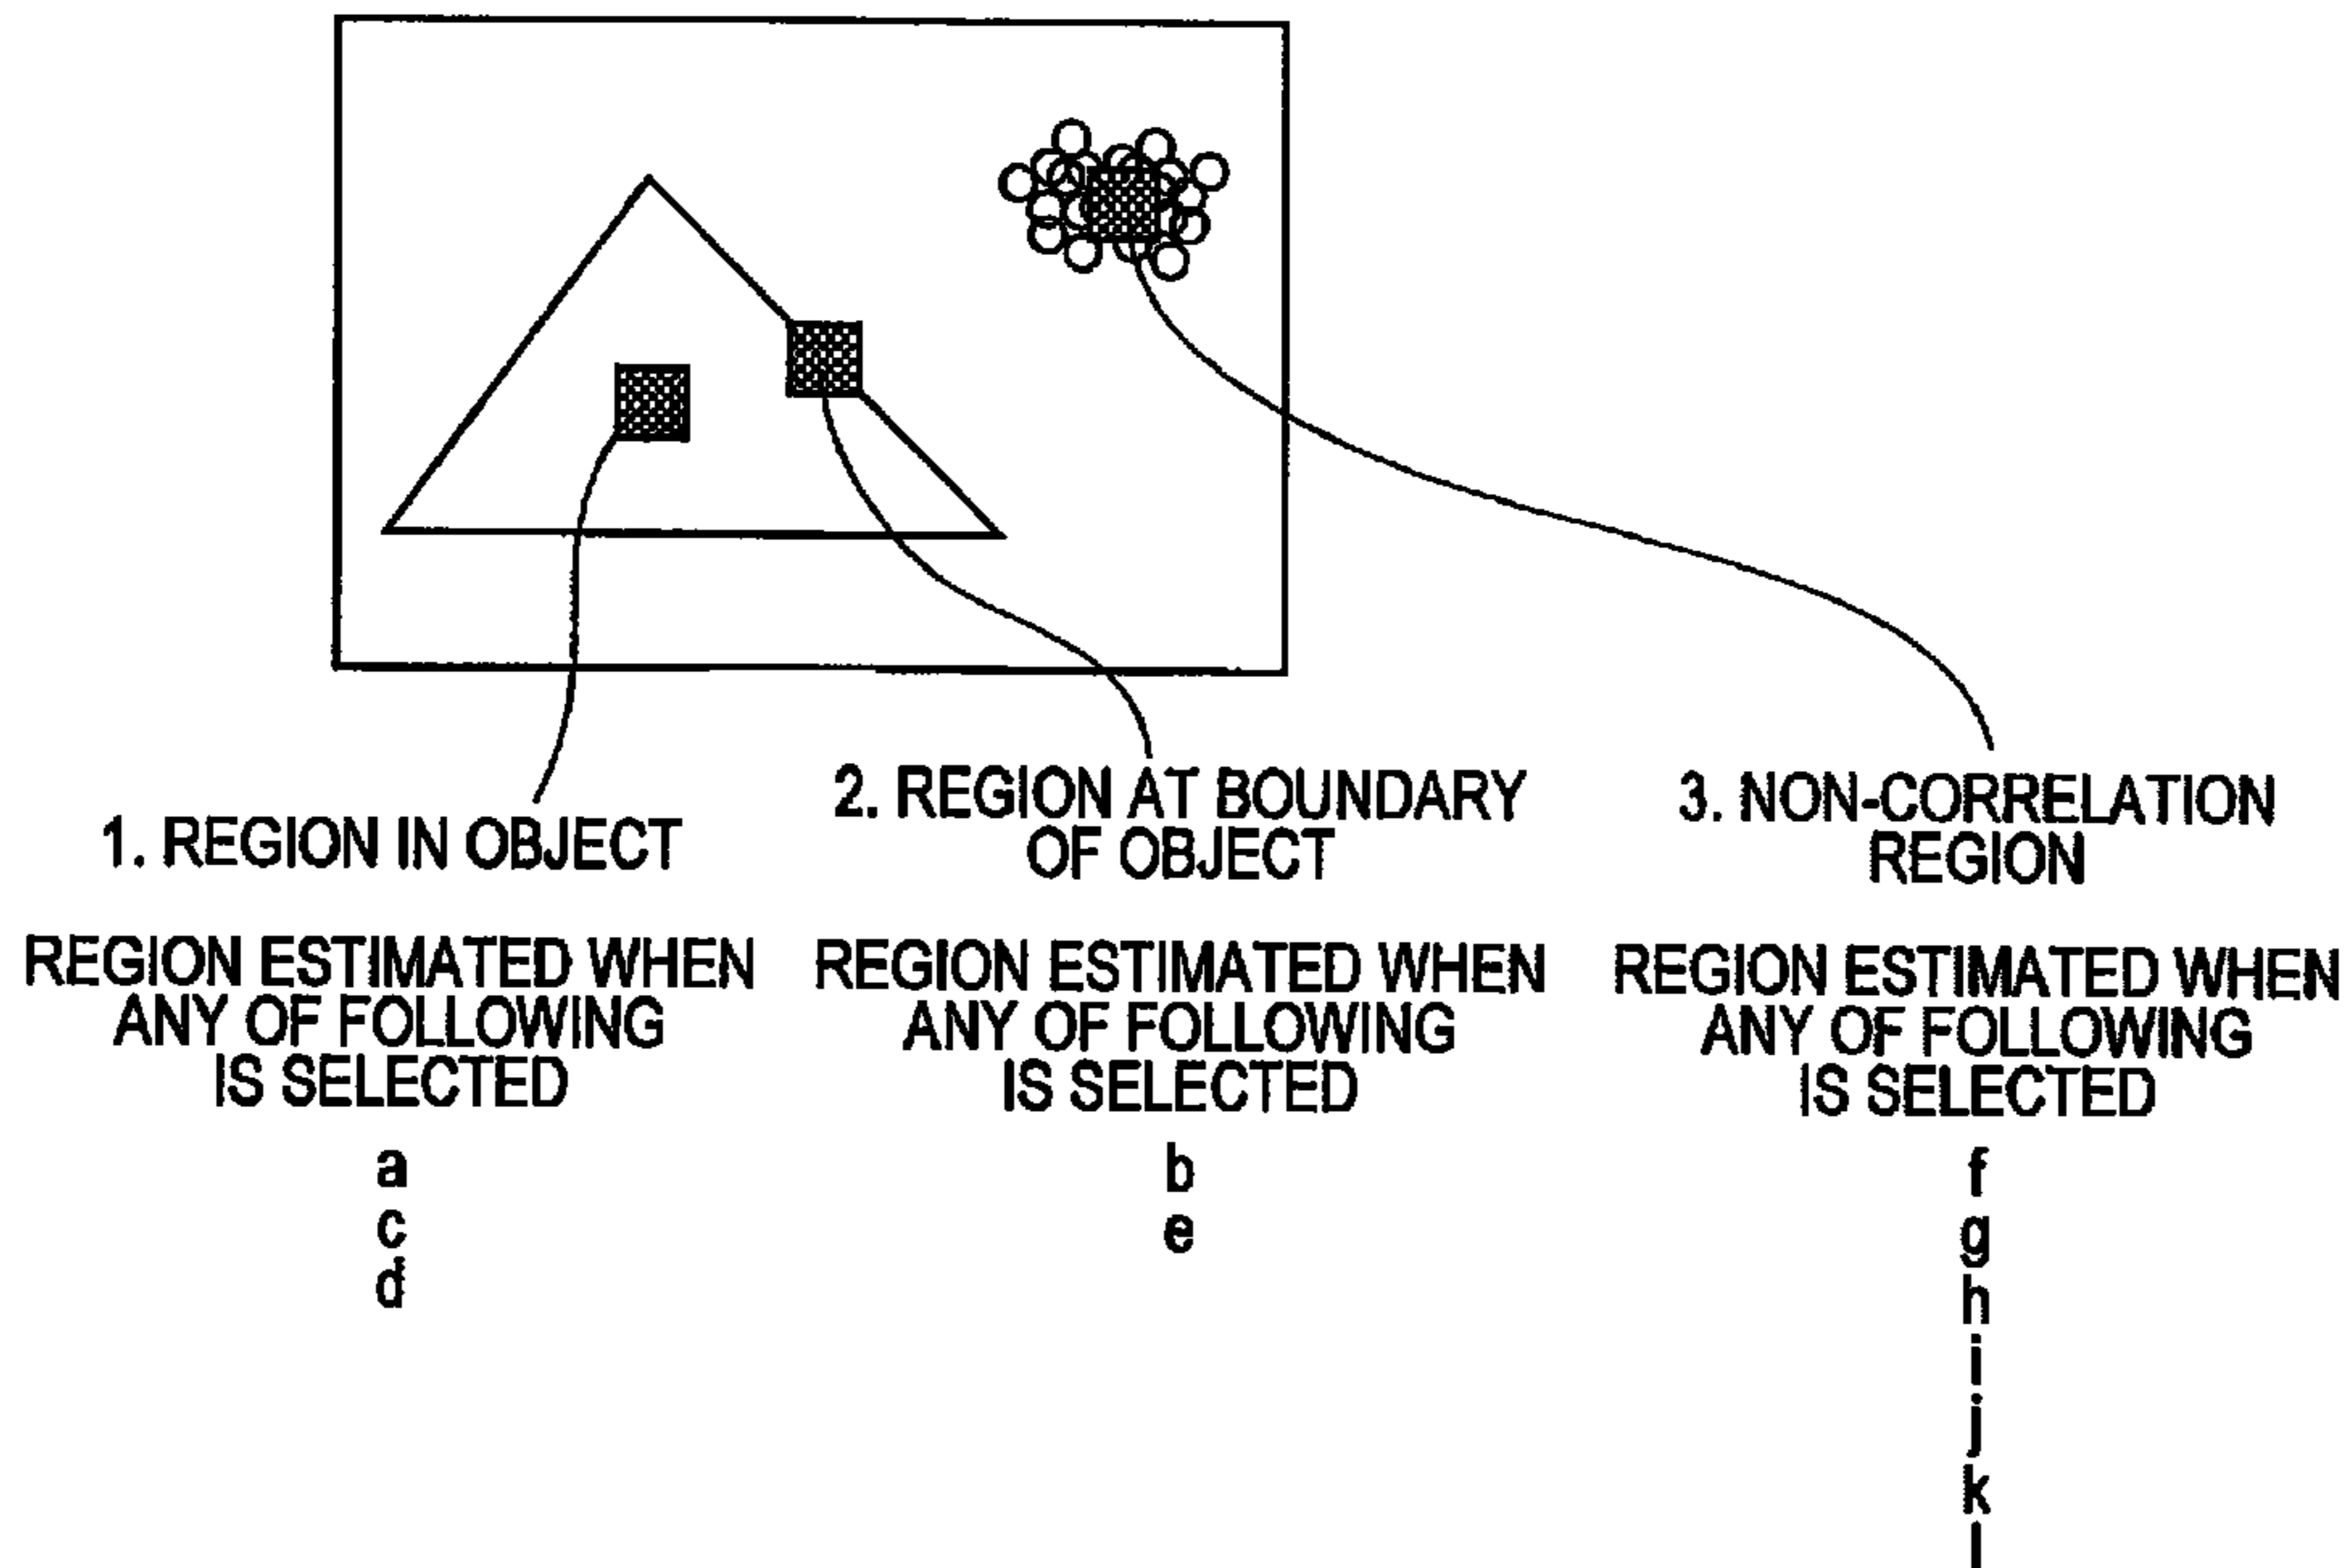 1. REGION IN OBJECT
REGION ESTIMATED WHEN
ANY OF FOLLOWING
IS SELECTED
a
c
d
2. REGION AT BOUNDARY
OF OBJECT
REGION ESTIMATED WHEN
ANY OF FOLLOWING
IS SELECTED
b
e
3. NON-CORRELATION
REGION
REGION ESTIMATED WHEN
ANY OF FOLLOWING
IS SELECTED
f
g
h
i
j
k
l